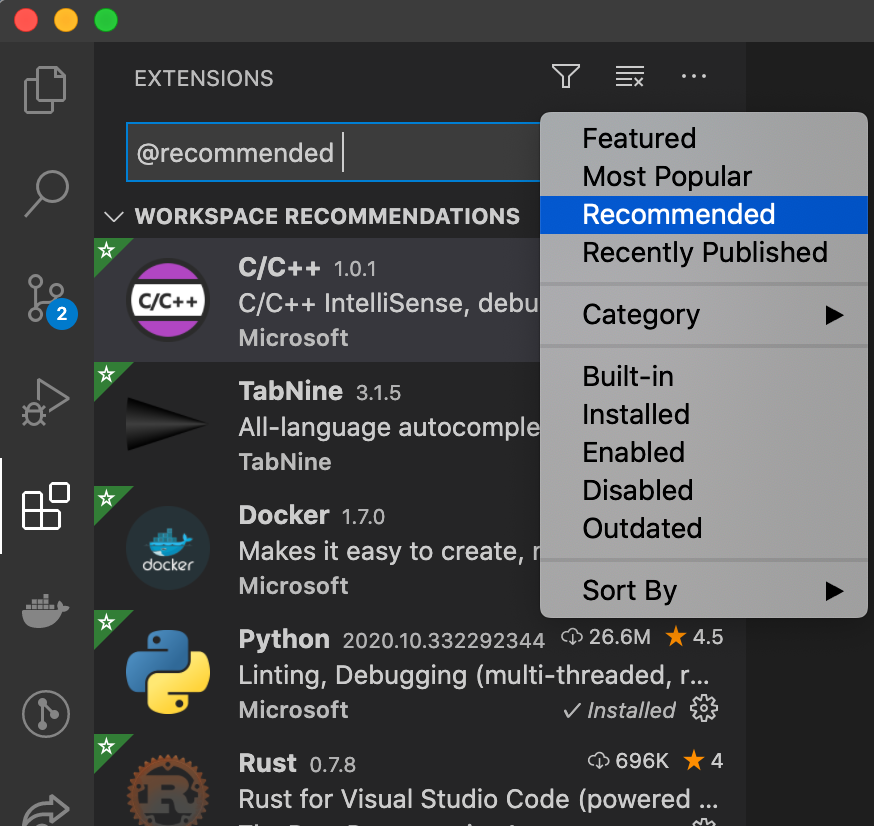 EXTENSIONS
@recommended
WORKSPACE RECOMMENDATIONS
C/C++ 1.0.1
C/C++
C/C++ IntelliSense, debu
Microsoft
TabNine 3.1.5
All-language autocomple
TabNine
Docker 1.7.0
docker
Makes it easy to create,
Microsoft
Python 2020.10.332292344 26.6M 4.5
Linting, Debugging (multi-threaded, r...
Microsoft Installed
Rust 0.7.8 696K 4
R
Rust for Visual Studio Code (powered ...
2
Featured
Most Popular
Recommended
Recently Published
Category
Built-in
Installed
Enabled
Disabled
Outdated
Sort By